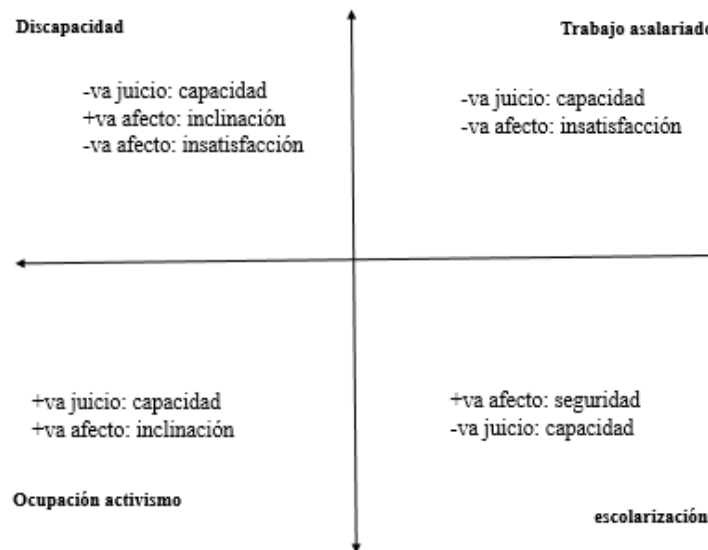 Discapacidad
Trabajo asalariado
-va juicio: capacidad
+va afecto: inclinación
-va afecto: insatisfacción
-va juicio: capacidad
-va afecto: insatisfacción
+va juicio: capacidad
+va afecto: inclinación
+va afecto: seguridad
-va juicio: capacidad
Ocupación activismo
escolarización